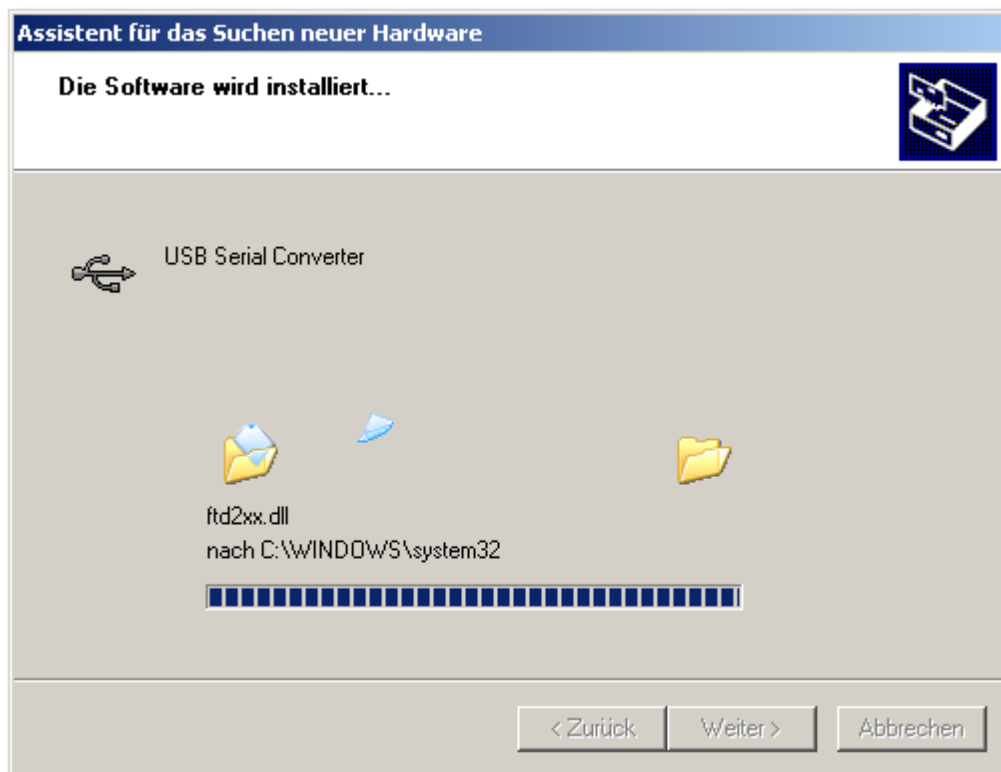 Assistent für das Suchen neuer Hardware
Die Software wird installiert...
USB Serial Converter
ftd2xx.dll
nach C:\WINDOWS\system32
< Zurück
Weiter >
Abbrechen